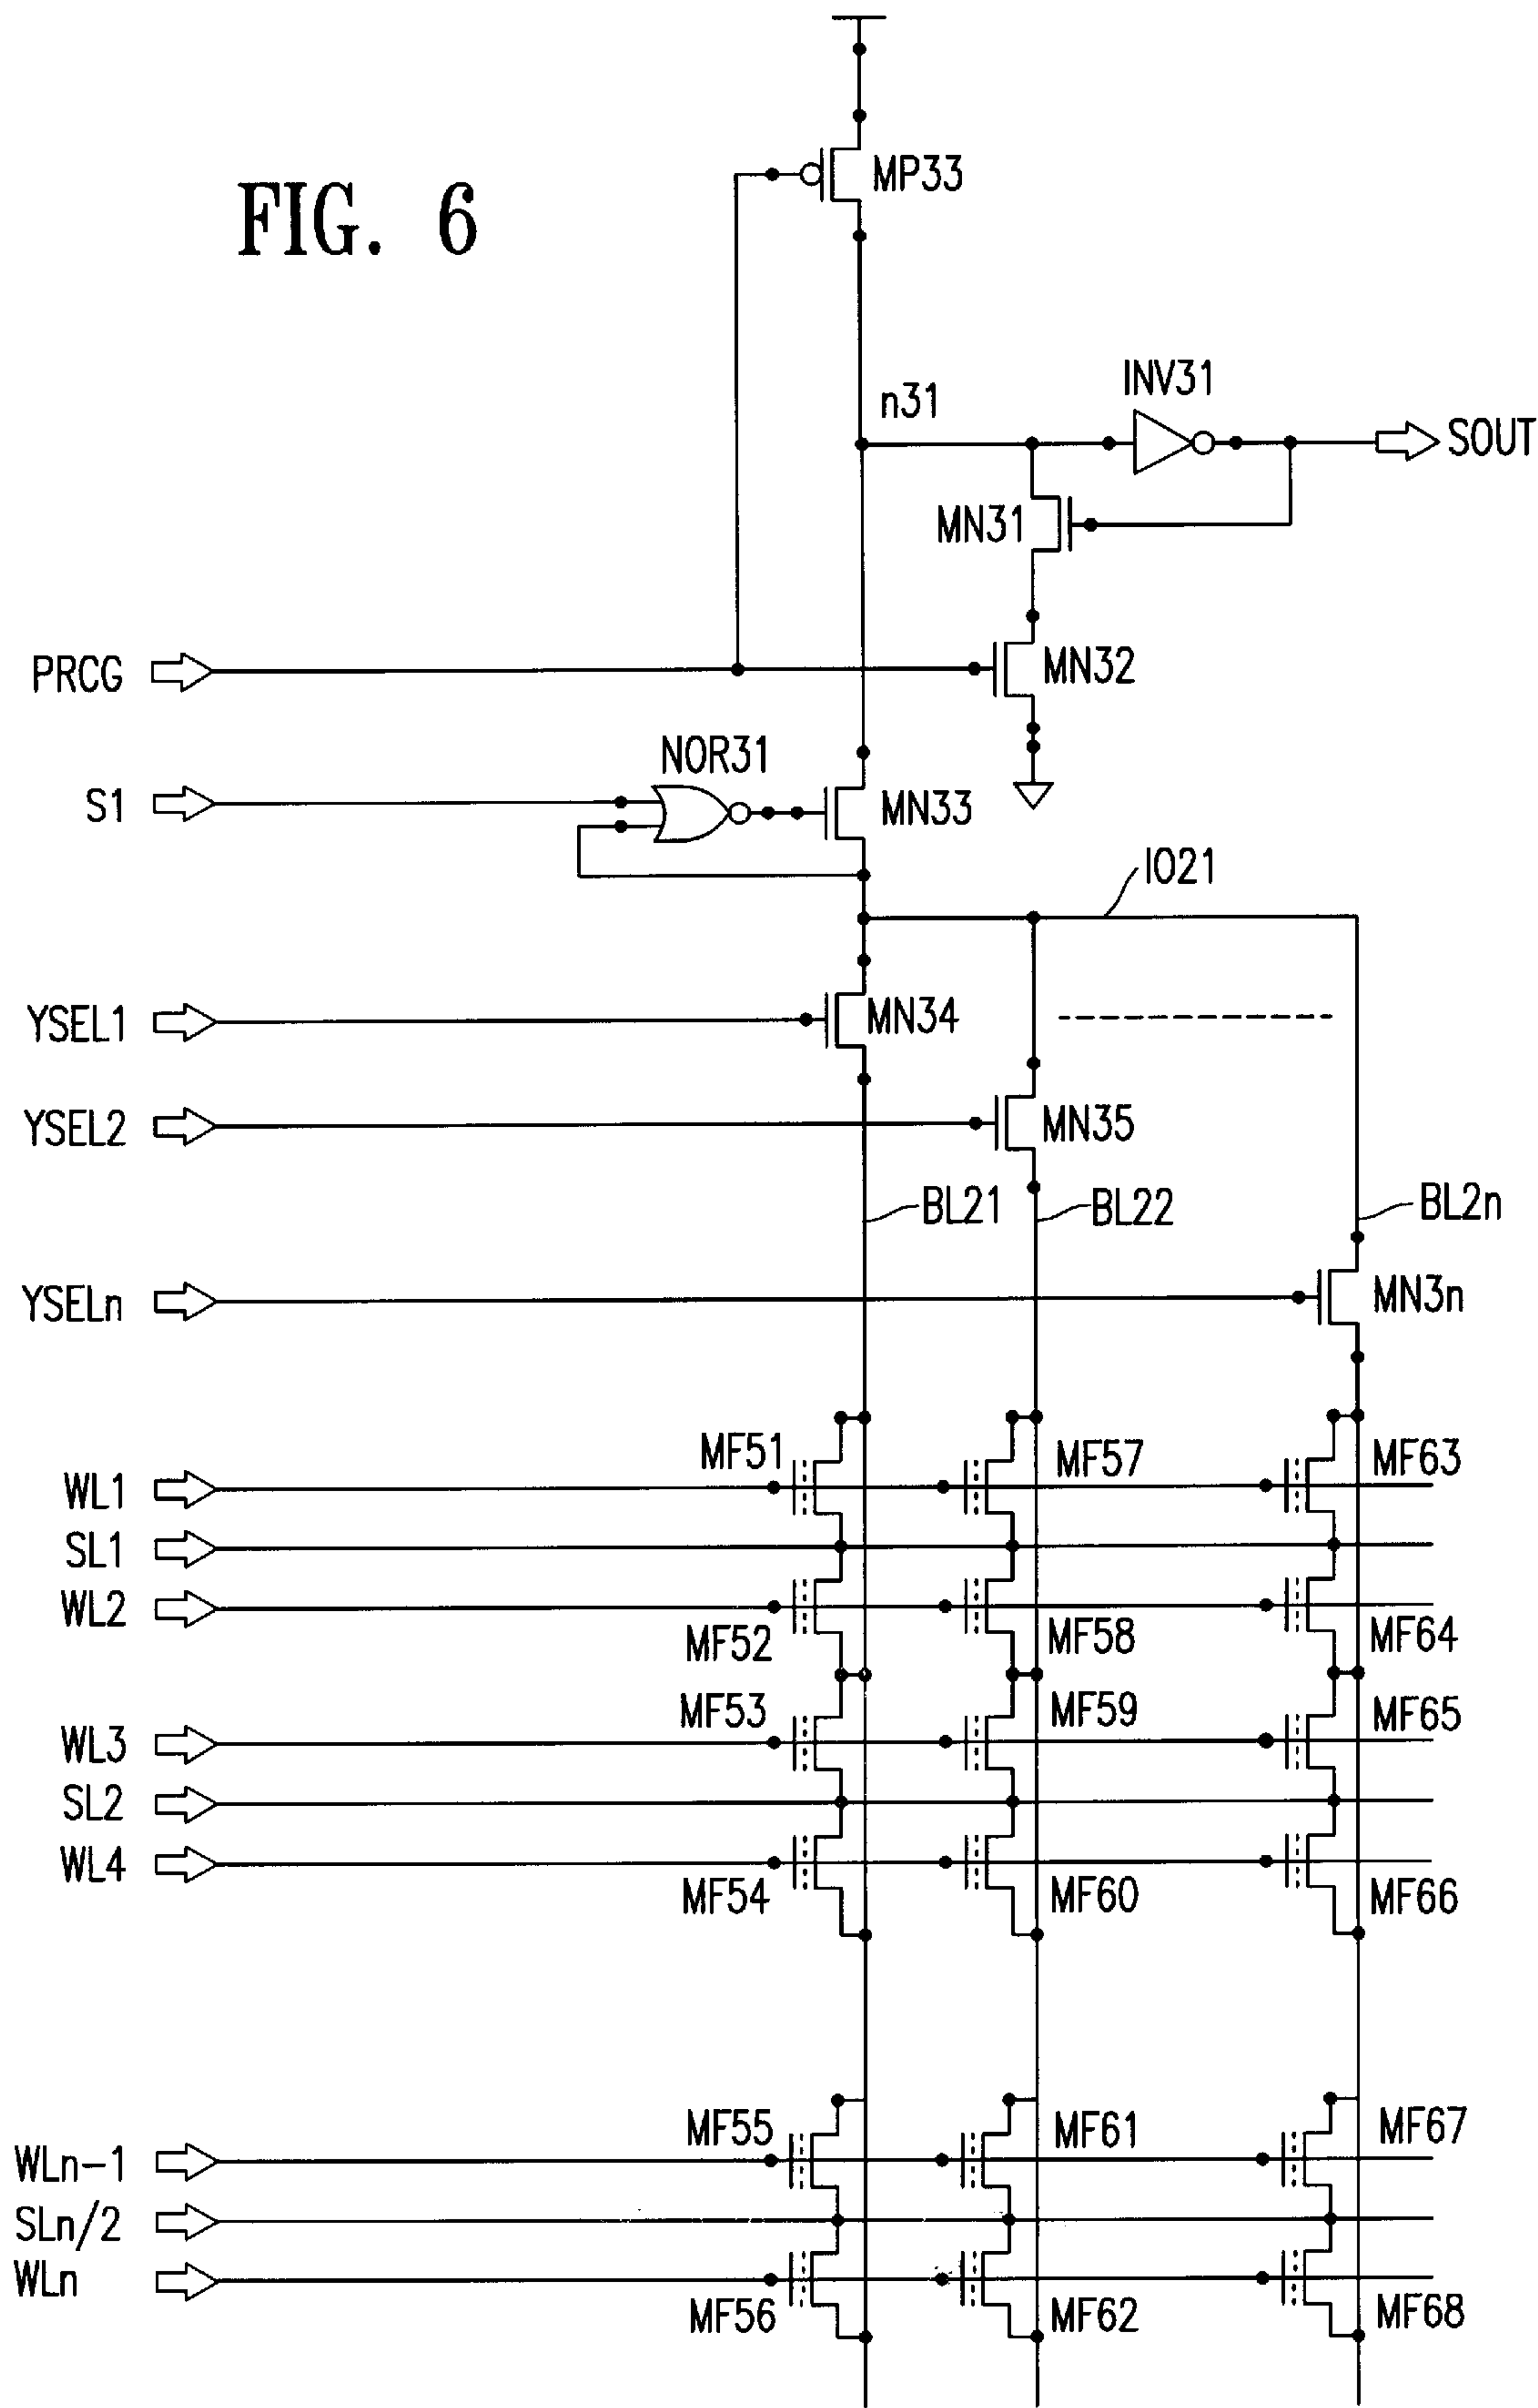 FIG. 6
MP33
n31
INV31
SOUT
MN31
PRCG
MN32
NOR31
S1
MN33
IO21
YSEL1
MN34
YSEL2
MN35
BL21
BL22
BL2n
YSELn
MN3n
MF51
MF57
MF63
WL1
SL1
WL2
MF52
MF58
MF64
MF53
MF59
MF65
WL3
SL2
WL4
MF54
MF60
MF66
MF55
MF61
MF67
WLn-1
SLn/2
WLn
MF56
MF62
MF68